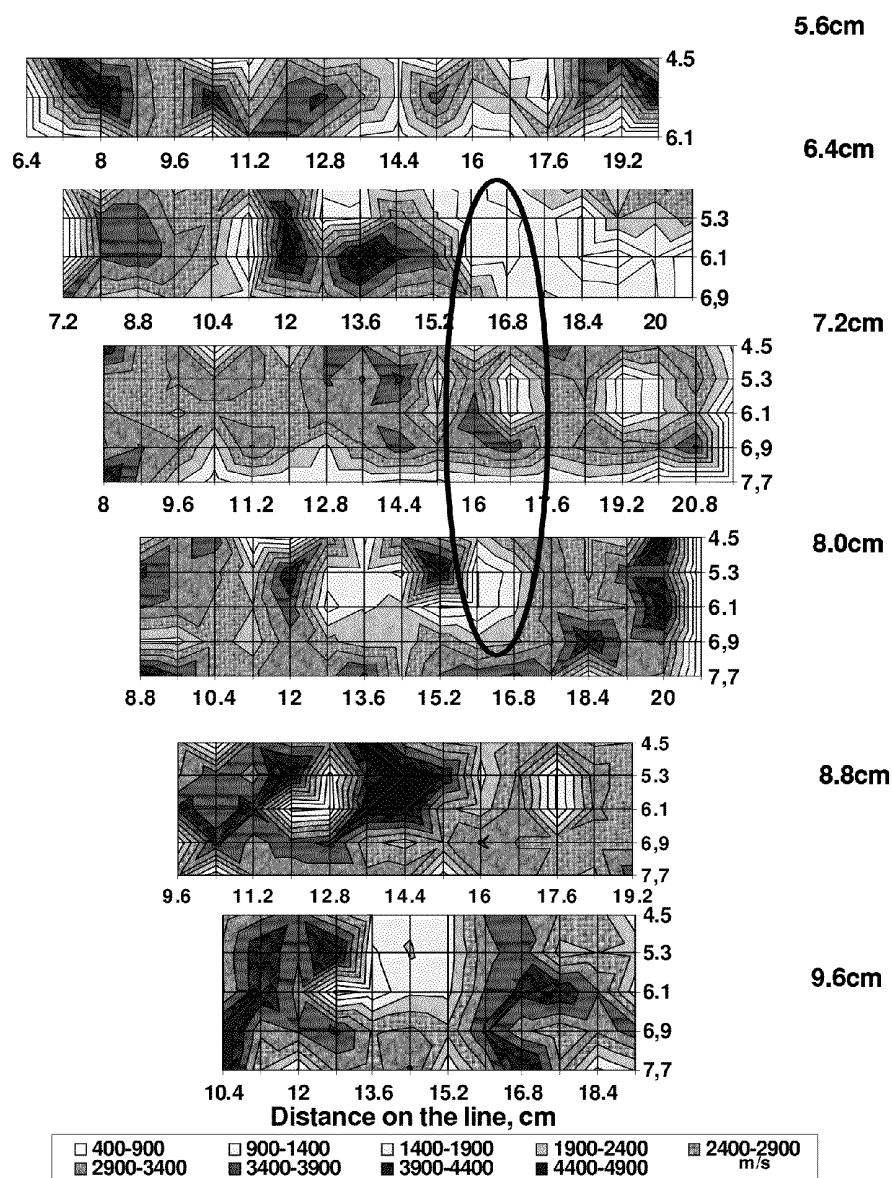 5.6cm
4.5
6.1
6.4 8 9.6 11.2 12.8 14.4 16 17.6 19.2
6.4cm
5.3
6.1
6,9
7.2 8.8 10.4 12 13.6 15.2 16.8 18.4 20
7.2cm
4.5
5.3
6.1
6,9
7,7
8 9.6 11.2 12.8 14.4 16 17.6 19.2 20.8
8.0cm
4.5
5.3
6.1
6,9
7,7
8.8 10.4 12 13.6 15.2 16.8 18.4 20
4.5
8.8cm
5.3
6.1
6,9
7,7
9.6 11.2 12.8 14.4 16 17.6 19.2
4.5
5.3
9.6cm
6.1
6,9
7,7
10.4 12 13.6 15.2 16.8 18.4
Distance on the line, cm
400-900 900-1400 1400-1900 1900-2400 2400-2900
2900-3400 3400-3900 3900-4400 4400-4900 m/s